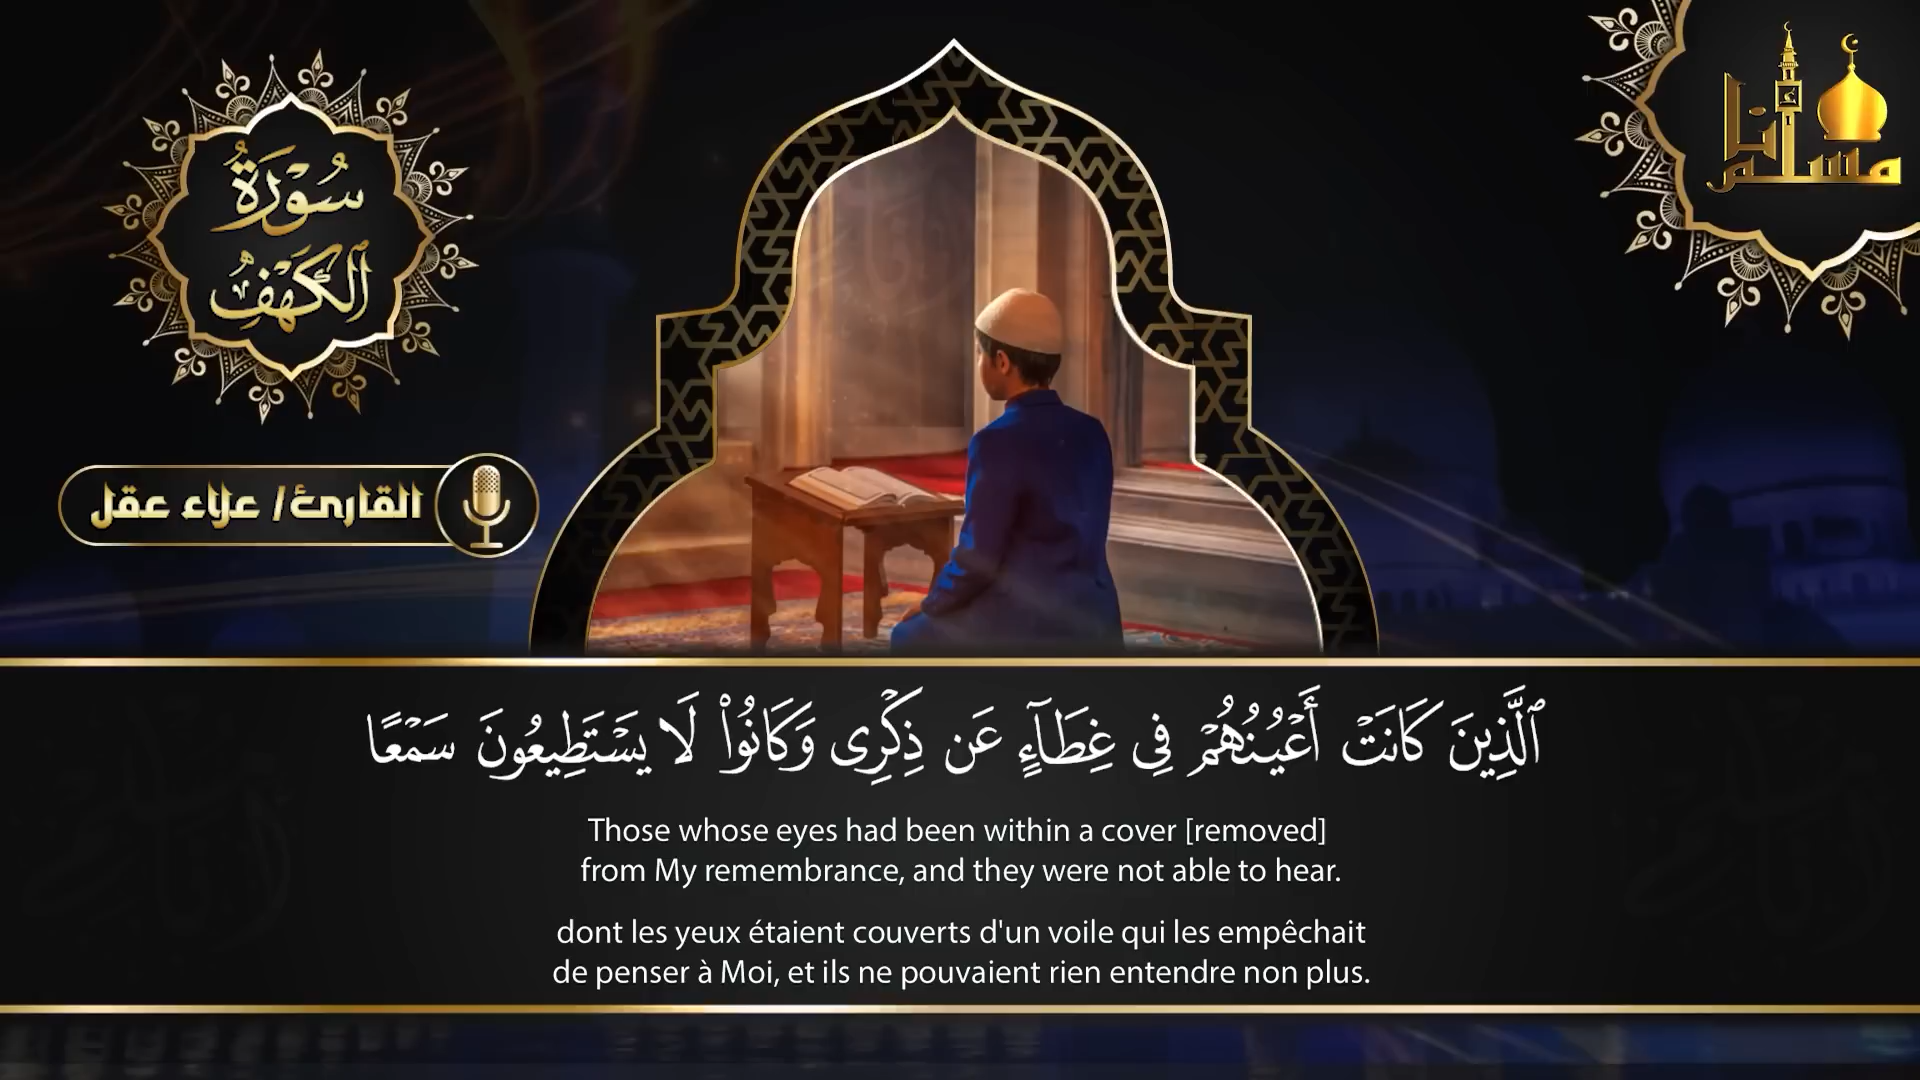 سُورَةُ
ٱلْكَهْفِ
أنا
مسلم
القارئ/ علاء عقل
ٱلَّذِينَ كَانَتْ أَعْيُنُهُمْ فِى غِطَآءٍ عَن ذِكْرِى وَكَانُوا۟ لَا يَسْتَطِيعُونَ سَمْعًا
Those whose eyes had been within a cover [removed]
from My remembrance, and they were not able to hear.
dont les yeux étaient couverts d'un voile qui les empêchait
de penser à Moi, et ils ne pouvaient rien entendre non plus.